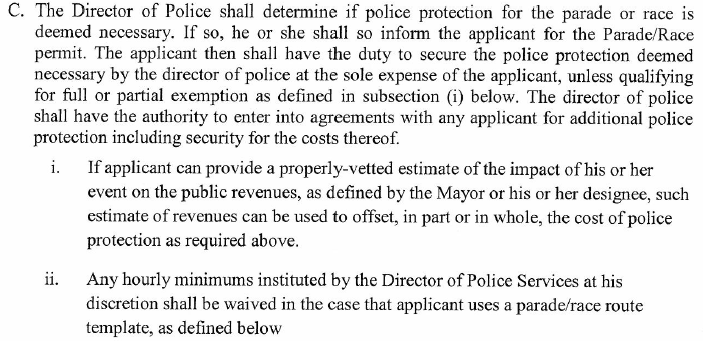 C. The Director of Police shall determine if police protection for the parade or race is
deemed necessary. If so, he or she shall so inform the applicant for the Parade/Race
permit. The applicant then shall have the duty to secure the police protection deemed
necessary by the director of police at the sole expense of the applicant, unless qualifying
for full or partial exemption as defined in subsection (i) below. The director of police
shall have the authority to enter into agreements with any applicant for additional police
protection including security for the costs thereof.
i. If applicant can provide a properly-vetted estimate of the impact of his or her
event on the public revenues, as defined by the Mayor or his or her designee, such
estimate of revenues can be used to offset, in part or in whole, the cost of police
protection as required above.
ii. Any hourly minimums instituted by the Director of Police Services at his
discretion shall be waived in the case that applicant uses a parade/race route
template, as defined below